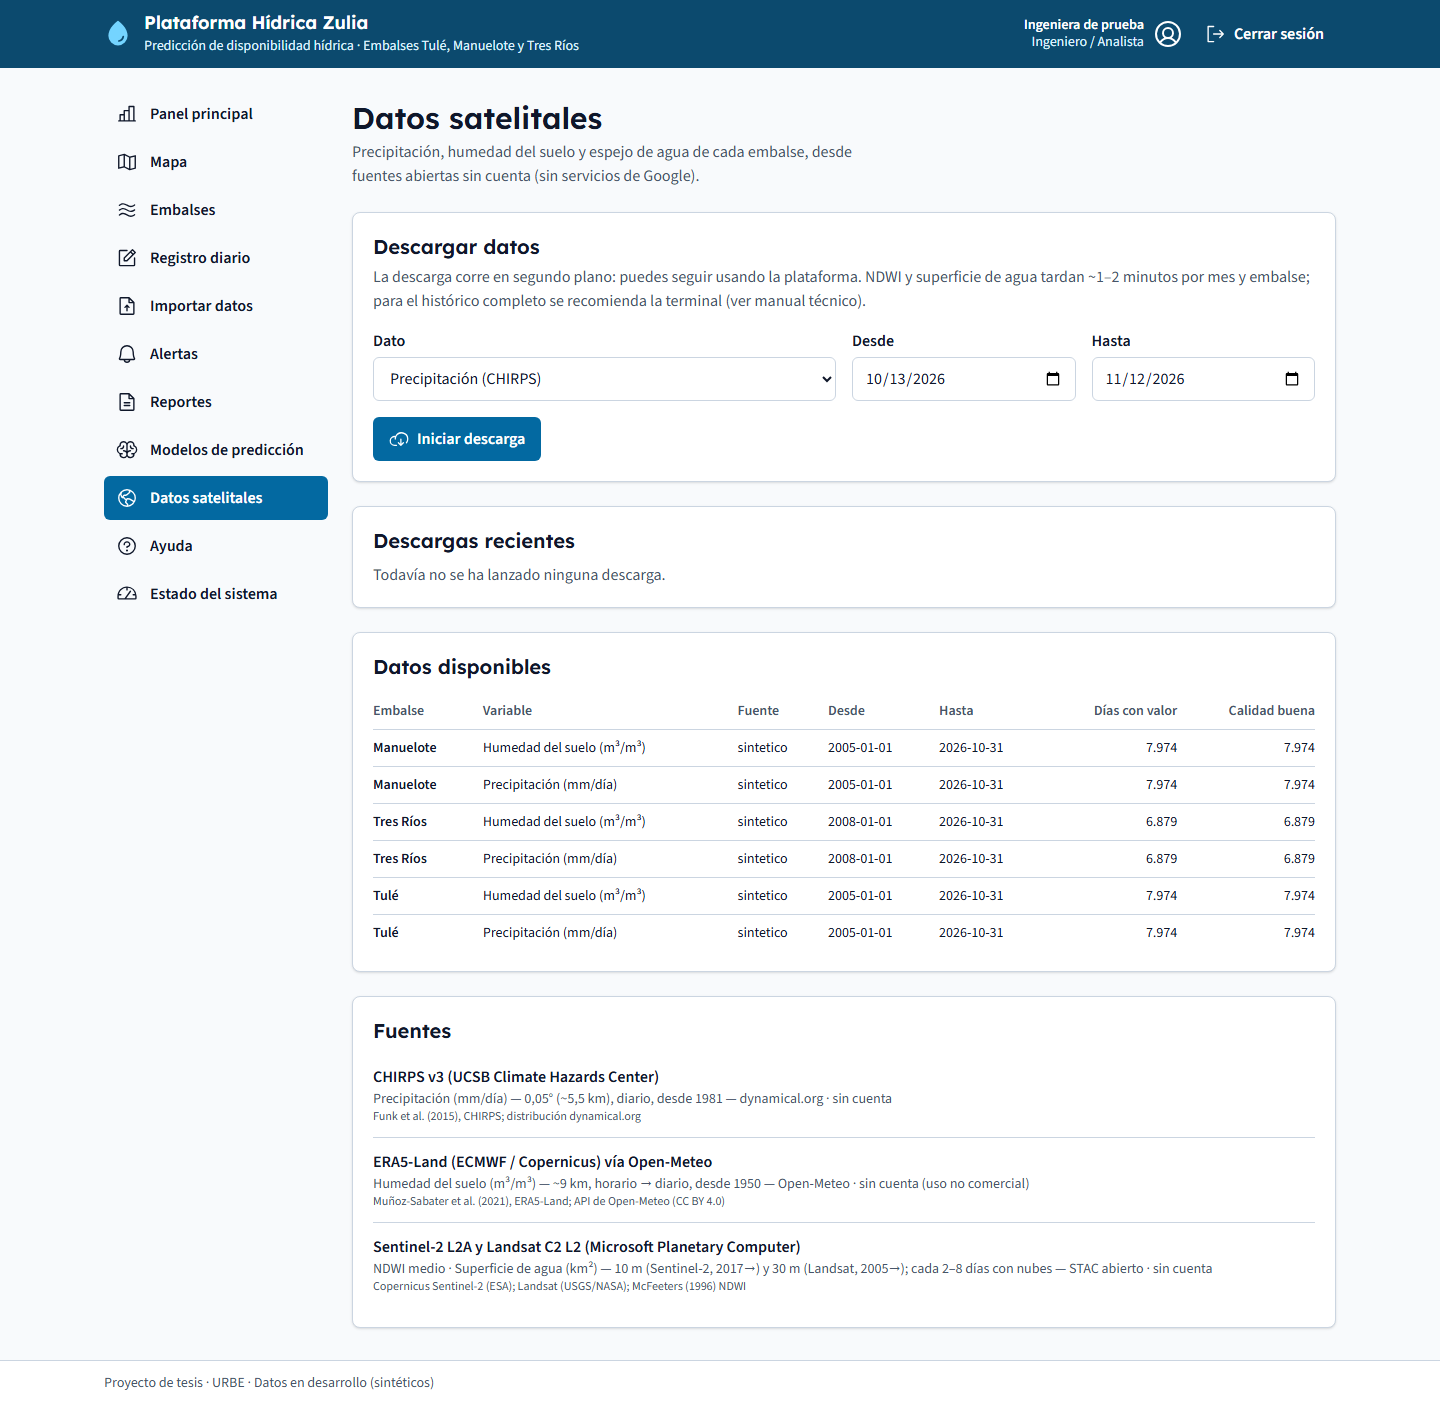 Plataforma Hídrica Zulia
Predicción de disponibilidad hídrica · Embalses Tulé, Manuelote y Tres Ríos
Ingeniera de prueba
Ingeniero / Analista
Cerrar sesión
Panel principal
Mapa
Embalses
Registro diario
Importar datos
Alertas
Reportes
Modelos de predicción
Datos satelitales
Ayuda
Estado del sistema
Datos satelitales
Precipitación, humedad del suelo y espejo de agua de cada embalse, desde
fuentes abiertas sin cuenta (sin servicios de Google).
Descargar datos
La descarga corre en segundo plano: puedes seguir usando la plataforma. NDWI y superficie de agua tardan ~1–2 minutos por mes y embalse;
para el histórico completo se recomienda la terminal (ver manual técnico).
Dato Desde Hasta
Precipitación (CHIRPS) 10/13/2026 11/12/2026
Iniciar descarga
Descargas recientes
Todavía no se ha lanzado ninguna descarga.
Datos disponibles
Embalse Variable Fuente Desde Hasta Días con valor Calidad buena
Manuelote Humedad del suelo (m³/m³) sintetico 2005-01-01 2026-10-31 7.974 7.974
Manuelote Precipitación (mm/día) sintetico 2005-01-01 2026-10-31 7.974 7.974
Tres Ríos Humedad del suelo (m³/m³) sintetico 2008-01-01 2026-10-31 6.879 6.879
Tres Ríos Precipitación (mm/día) sintetico 2008-01-01 2026-10-31 6.879 6.879
Tulé Humedad del suelo (m³/m³) sintetico 2005-01-01 2026-10-31 7.974 7.974
Tulé Precipitación (mm/día) sintetico 2005-01-01 2026-10-31 7.974 7.974
Fuentes
CHIRPS v3 (UCSB Climate Hazards Center)
Precipitación (mm/día) — 0,05° (~5,5 km), diario, desde 1981 — dynamical.org · sin cuenta
Funk et al. (2015), CHIRPS; distribución dynamical.org
ERA5-Land (ECMWF / Copernicus) vía Open-Meteo
Humedad del suelo (m³/m³) — ~9 km, horario → diario, desde 1950 — Open-Meteo · sin cuenta (uso no comercial)
Muñoz-Sabater et al. (2021), ERA5-Land; API de Open-Meteo (CC BY 4.0)
Sentinel-2 L2A y Landsat C2 L2 (Microsoft Planetary Computer)
NDWI medio · Superficie de agua (km²) — 10 m (Sentinel-2, 2017→) y 30 m (Landsat, 2005→); cada 2–8 días con nubes — STAC abierto · sin cuenta
Copernicus Sentinel-2 (ESA); Landsat (USGS/NASA); McFeeters (1996) NDWI
Proyecto de tesis · URBE · Datos en desarrollo (sintéticos)